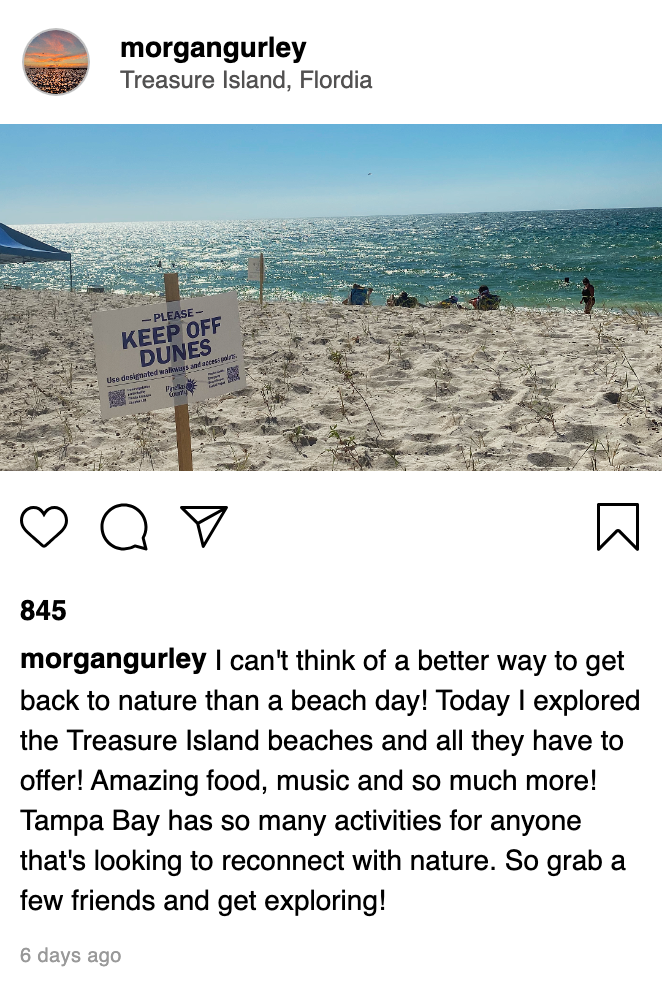 morgangurley
Treasure Island, Flordia
— PLEASE —
KEEP OFF
DUNES
Use designated walkways and access points.
Pinellas
County
845
morgangurley I can't think of a better way to get
back to nature than a beach day! Today I explored
the Treasure Island beaches and all they have to
offer! Amazing food, music and so much more!
Tampa Bay has so many activities for anyone
that's looking to reconnect with nature. So grab a
few friends and get exploring!
6 days ago